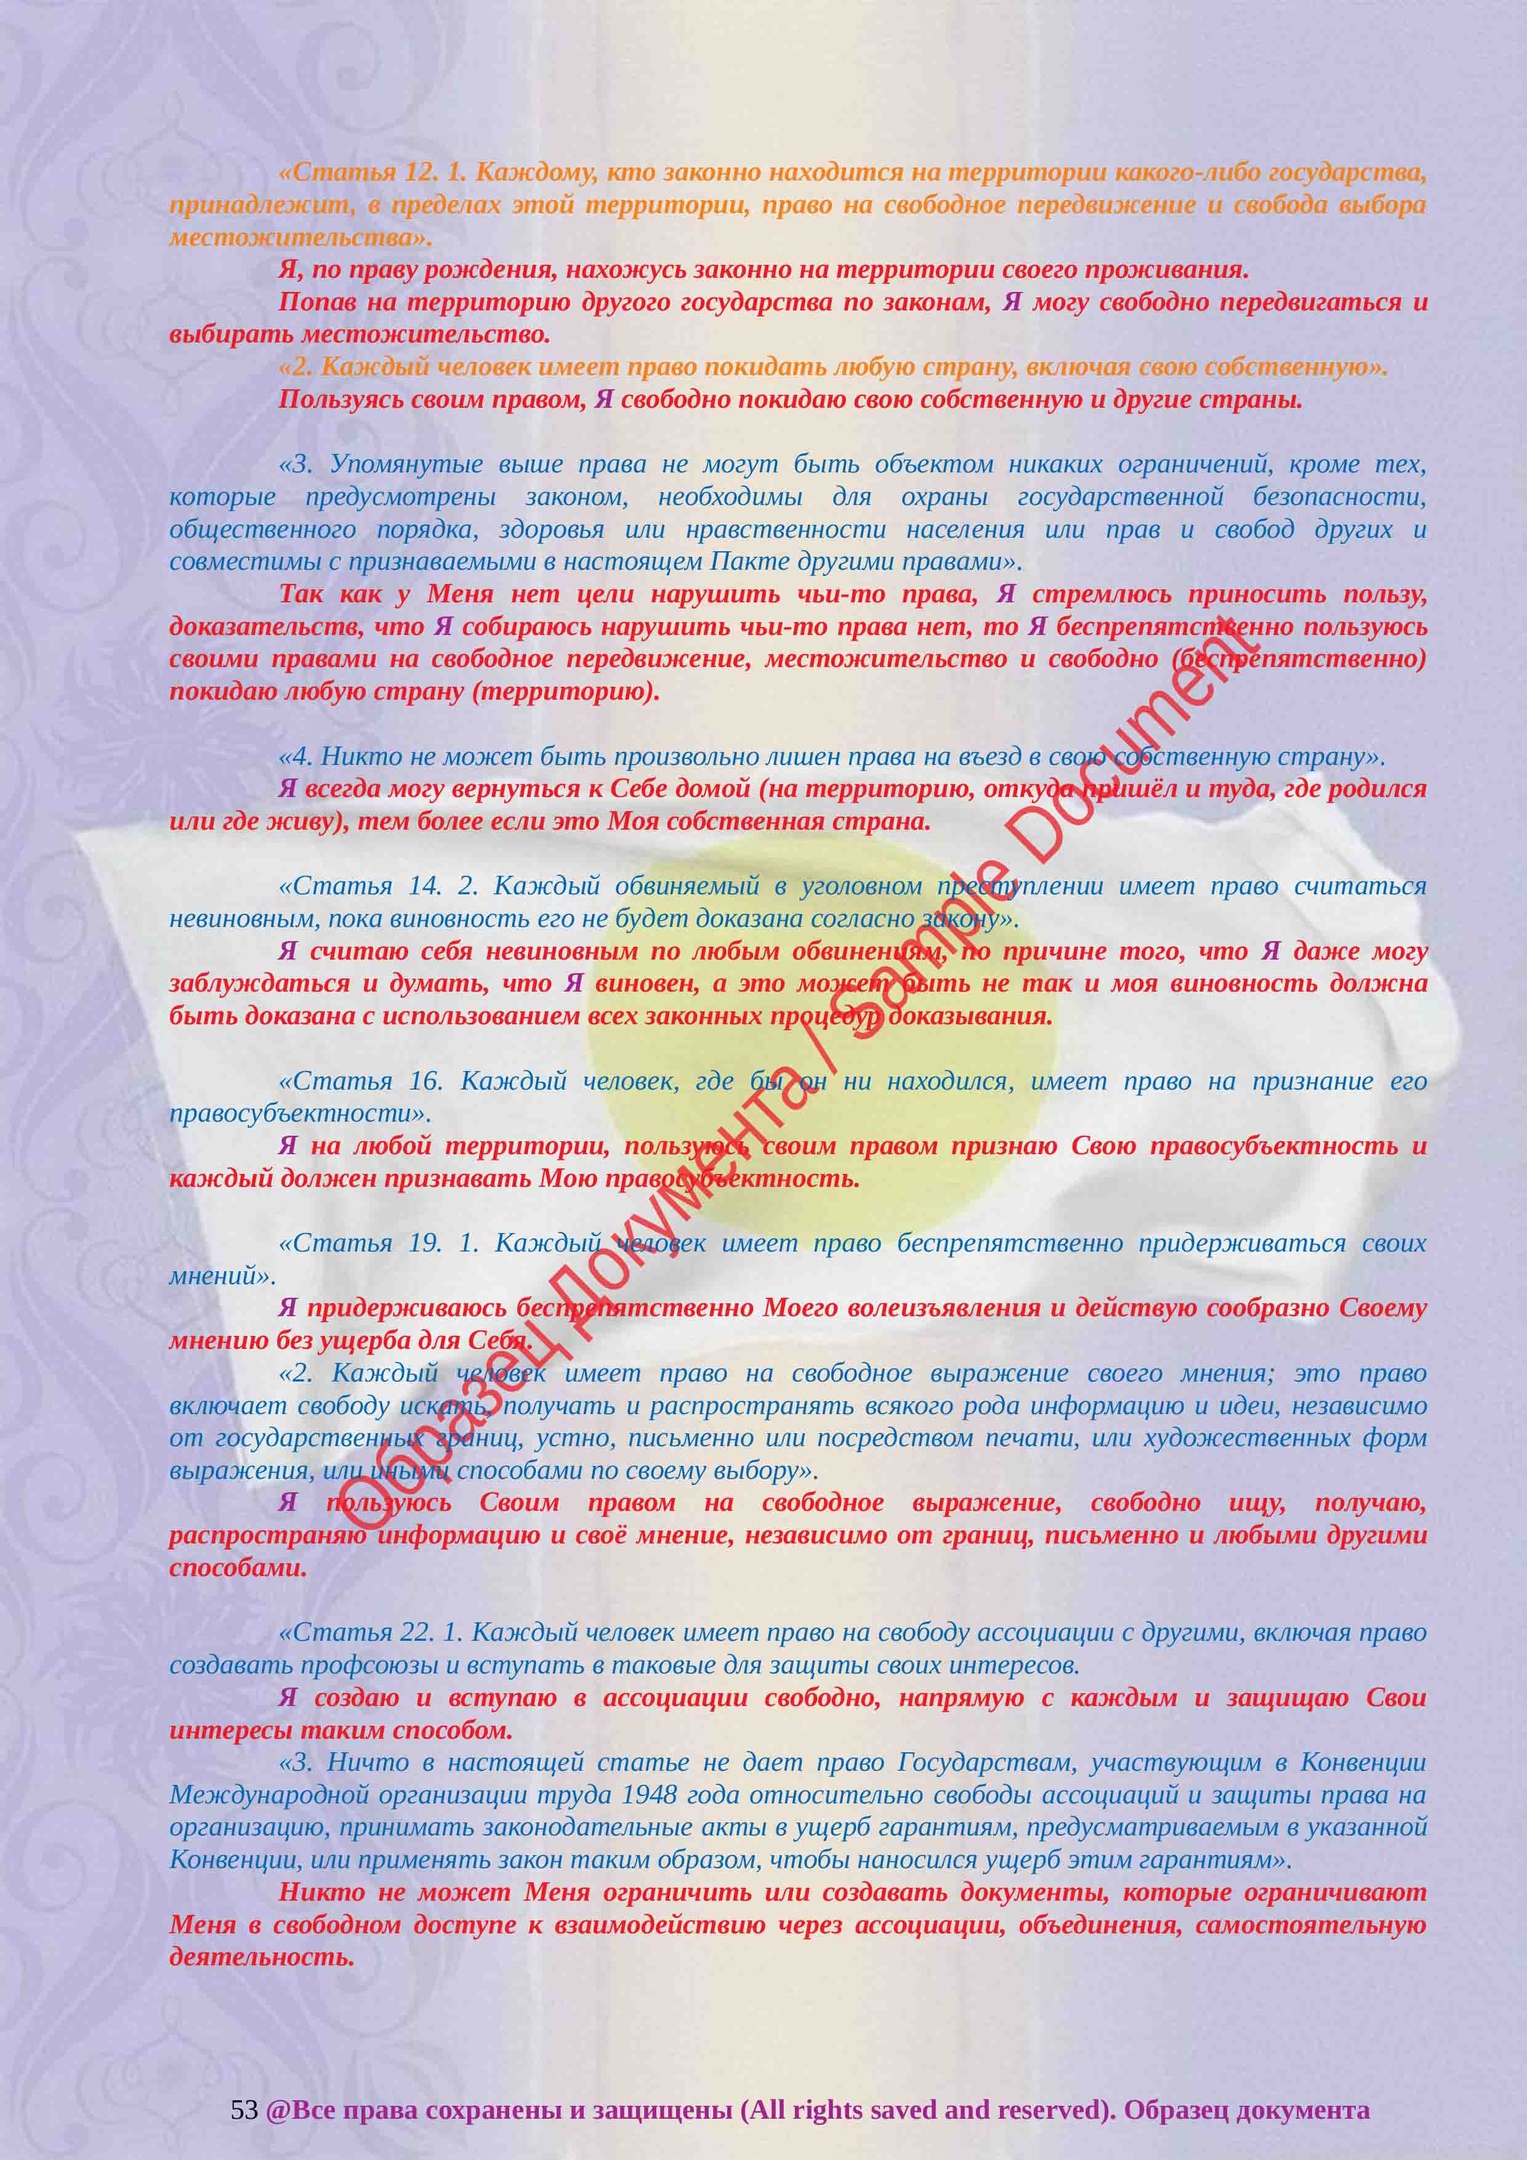 «Статья 12. 1. Каждому, кто законно находится на территории какого-либо государства,
принадлежит, в пределах этой территории, право на свободное передвижение и свобода выбора
местожительства».
Я, по праву рождения, нахожусь законно на территории своего проживания.
Попав на территорию другого государства по законам, Я могу свободно передвигаться и
выбирать местожительство.
«2. Каждый человек имеет право покидать любую страну, включая свою собственную».
Пользуясь своим правом, Я свободно покидаю свою собственную и другие страны.
«3. Упомянутые выше права не могут быть объектом никаких ограничений, кроме тех,
которые предусмотрены законом, необходимы для охраны государственной безопасности,
общественного порядка, здоровья или нравственности населения или прав и свобод других и
совместимы с признаваемыми в настоящем Пакте другими правами».
Так как у Меня нет цели нарушить чьи-то права, Я стремлюсь приносить пользу,
доказательств, что Я собираюсь нарушить чьи-то права нет, то Я беспрепятственно пользуюсь
своими правами на свободное передвижение, местожительство и свободно (беспрепятственно)
покидаю любую страну (территорию).
«4. Никто не может быть произвольно лишен права на въезд в свою собственную страну».
Я всегда могу вернуться к Себе домой (на территорию, откуда пришёл и туда, где родился
или где живу), тем более если это Моя собственная страна.
«Статья 14. 2. Каждый обвиняемый в уголовном преступлении имеет право считаться
невиновным, пока виновность его не будет доказана согласно закону».
Я считаю себя невиновным по любым обвинениям, по причине того, что Я даже могу
заблуждаться и думать, что Я виновен, а это может быть не так и моя виновность должна
быть доказана с использованием всех законных процедур доказывания.
«Статья 16. Каждый человек, где бы он ни находился, имеет право на признание его
правосубъектности».
Я на любой территории, пользуюсь своим правом признаю Свою правосубъектность и
каждый должен признавать Мою правосубъектность.
«Статья 19. 1. Каждый человек имеет право беспрепятственно придерживаться своих
мнений».
Я придерживаюсь беспрепятственно Моего волеизъявления и действую сообразно Своему
мнению без ущерба для Себя.
«2. Каждый человек имеет право на свободное выражение своего мнения; это право
включает свободу искать, получать и распространять всякого рода информацию и идеи, независимо
от государственных границ, устно, письменно или посредством печати, или художественных форм
выражения, или иными способами по своему выбору».
Я пользуюсь Своим правом на свободное выражение, свободно ищу, получаю,
распространяю информацию и своё мнение, независимо от границ, письменно и любыми другими
способами.
«Статья 22. 1. Каждый человек имеет право на свободу ассоциации с другими, включая право
создавать профсоюзы и вступать в таковые для защиты своих интересов.
Я создаю и вступаю в ассоциации свободно, напрямую с каждым и защищаю Свои
интересы таким способом.
«3. Ничто в настоящей статье не дает право Государствам, участвующим в Конвенции
Международной организации труда 1948 года относительно свободы ассоциаций и защиты права на
организацию, принимать законодательные акты в ущерб гарантиям, предусматриваемым в указанной
Конвенции, или применять закон таким образом, чтобы наносился ущерб этим гарантиям».
Никто не может Меня ограничить или создавать документы, которые ограничивают
Меня в свободном доступе к взаимодействию через ассоциации, объединения, самостоятельную
деятельность.
Образец Документа / Sample Document
53 @Все права сохранены и защищены (All rights saved and reserved). Образец документа